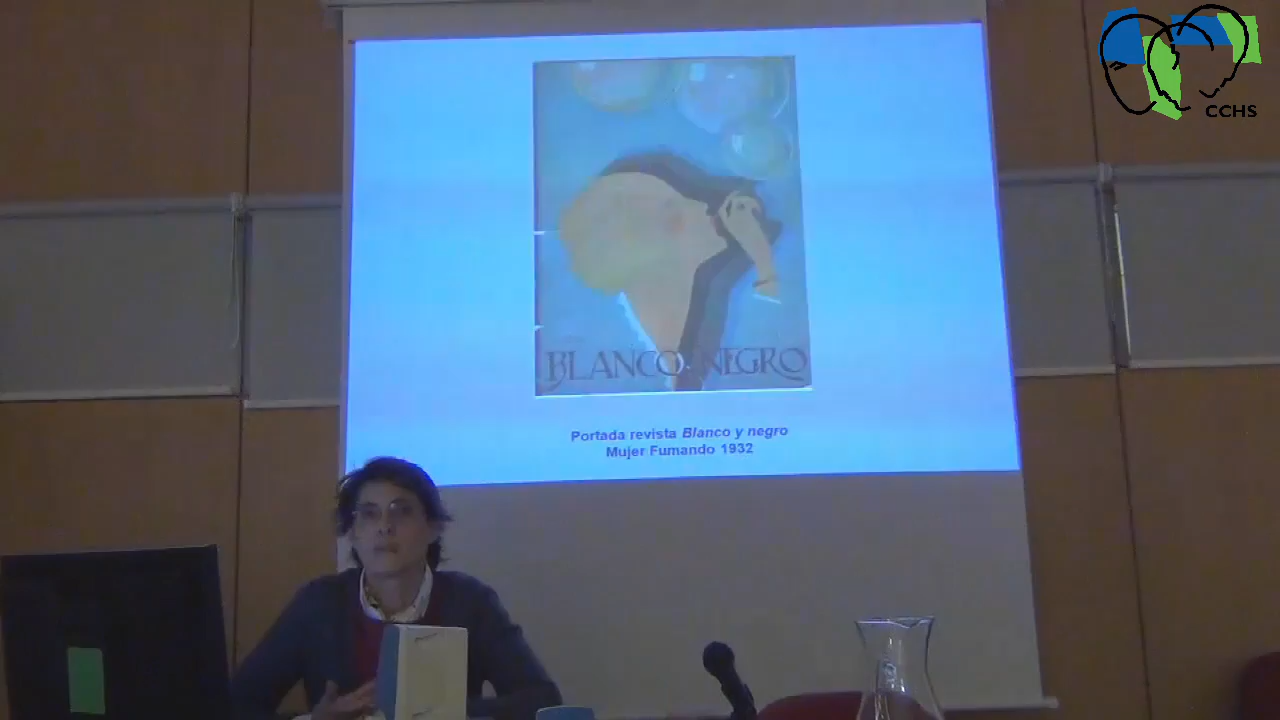 CCHS
BLANCO Y NEGRO
Portada revista Blanco y negro
Mujer Fumando 1932